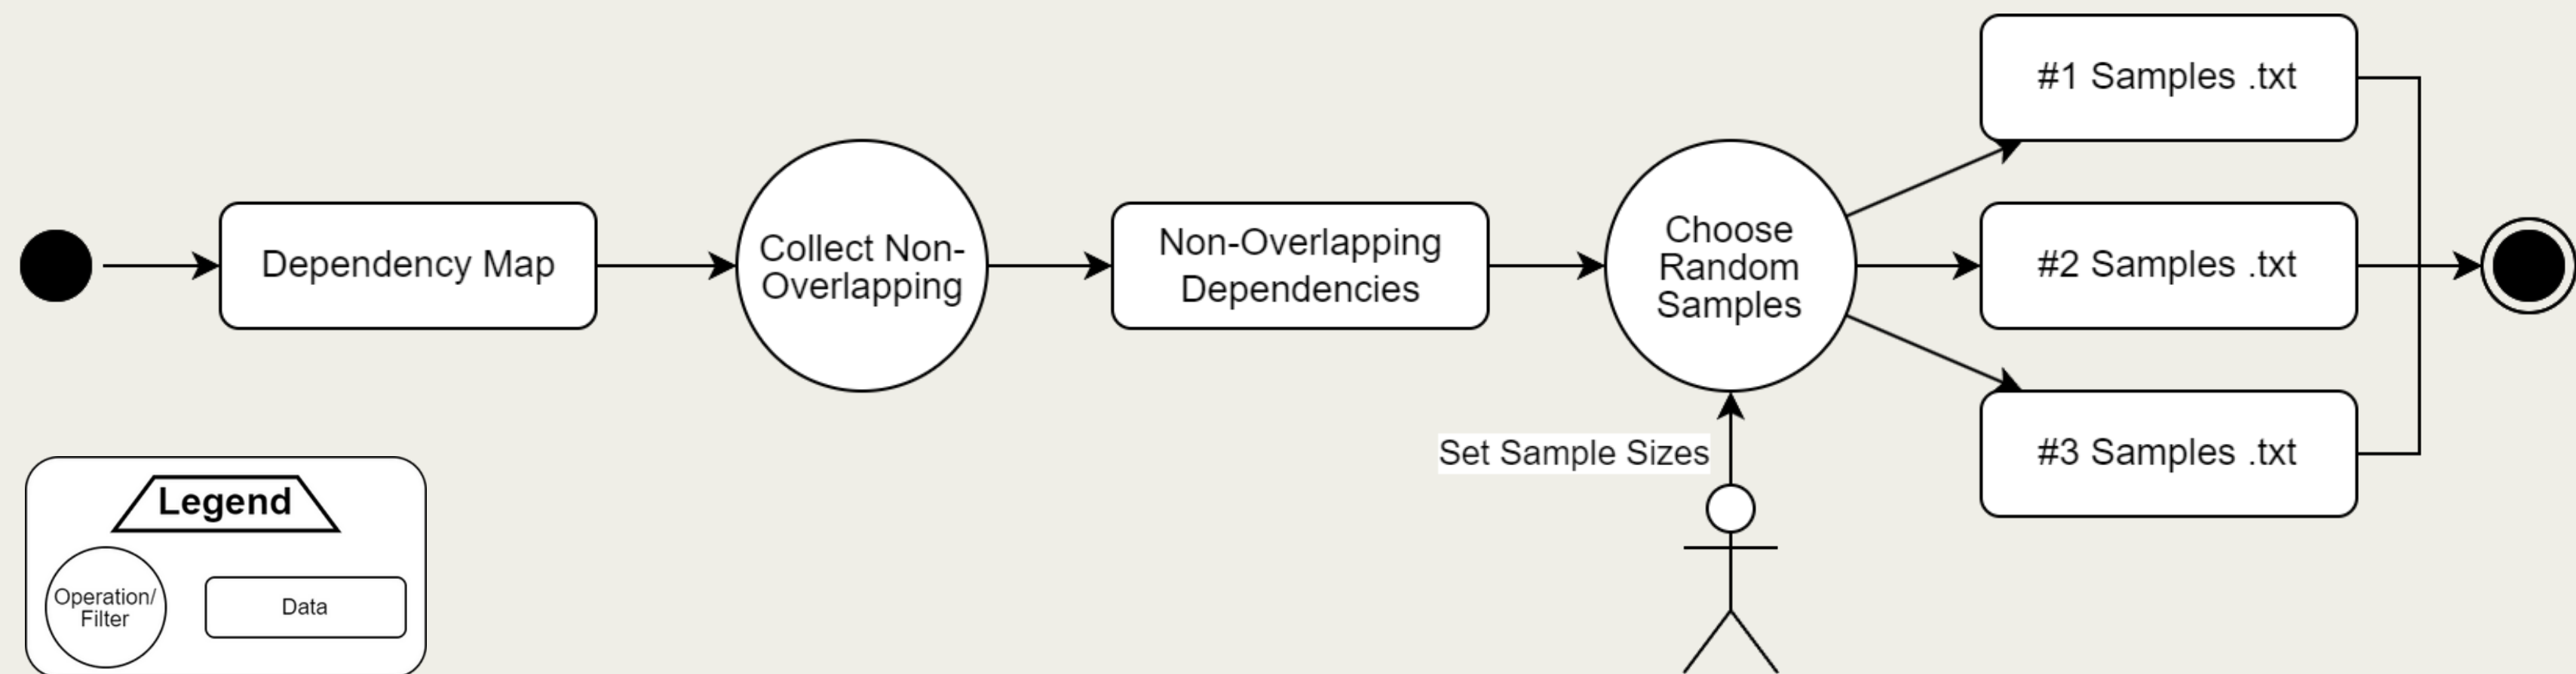 #1 Samples .txt
Dependency Map
Collect Non-
Overlapping
Non-Overlapping
Dependencies
Choose
Random
Samples
#2 Samples .txt
Set Sample Sizes
#3 Samples .txt
Legend
Operation/
Filter
Data